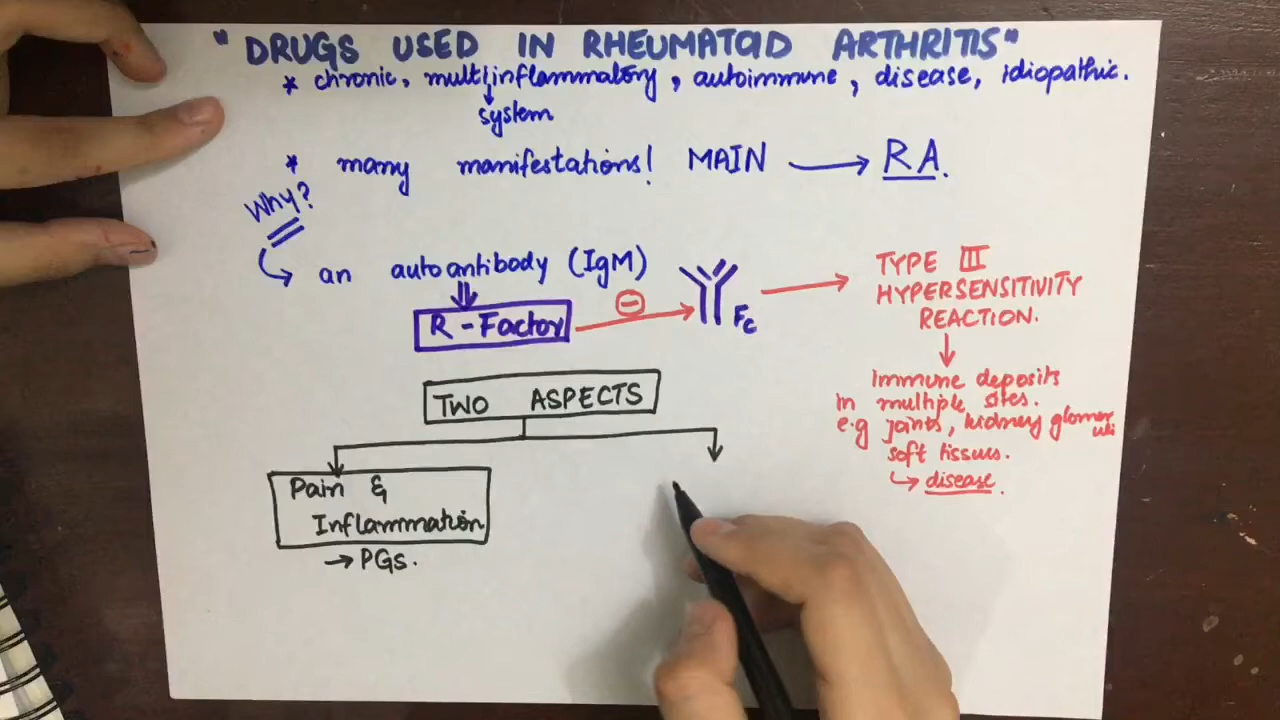 "DRUGS USED IN RHEUMATOID ARTHRITIS"
* chronic, multiinflammatory, autoimmune, disease, idiopathic.
system
* many manifestations! MAIN → RA.
Why?
↳ an autoantibody (IgM)
R-Factor
⊖
Fc
TYPE III
HYPERSENSITIVITY
REACTION.
Immune deposits
in multiple sites.
e.g joints, kidney glomeruli
soft tissues.
↳ disease.
TWO ASPECTS
Pain &
Inflammation
→ PGs.